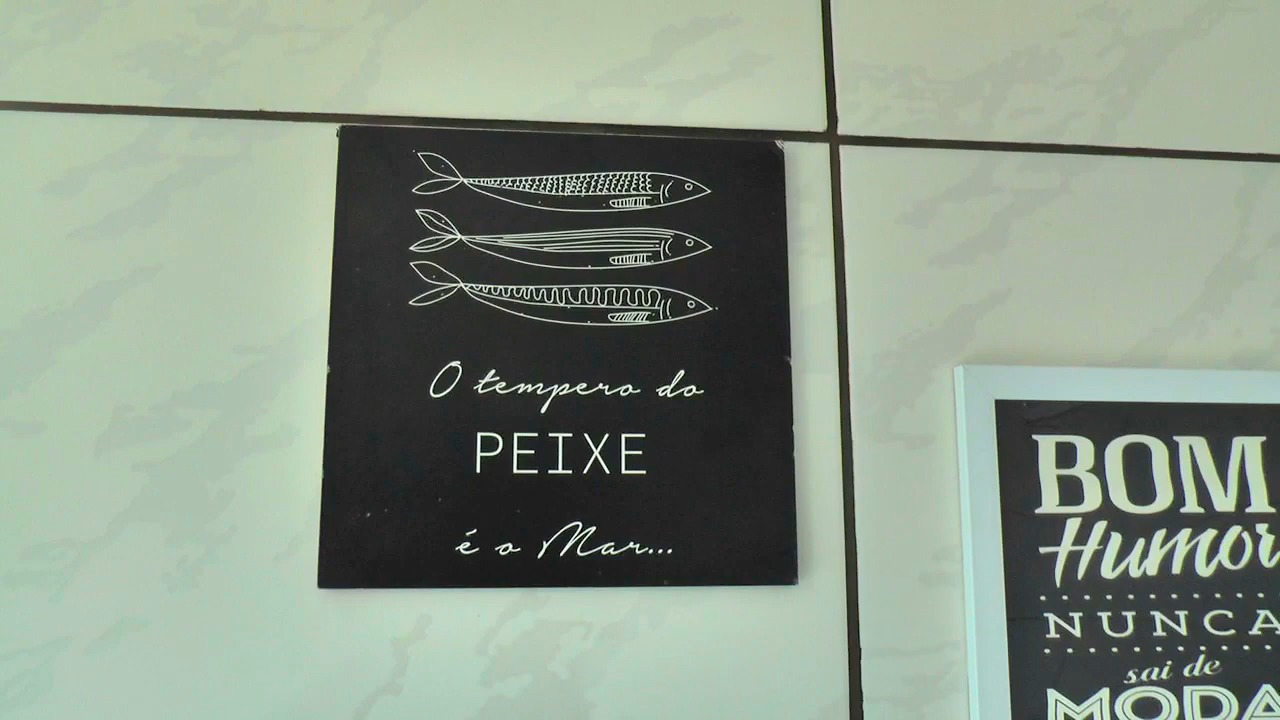 O tempero do
PEIXE
é o Mar...
BOM
Humor
NUNCA
sai de
MODA